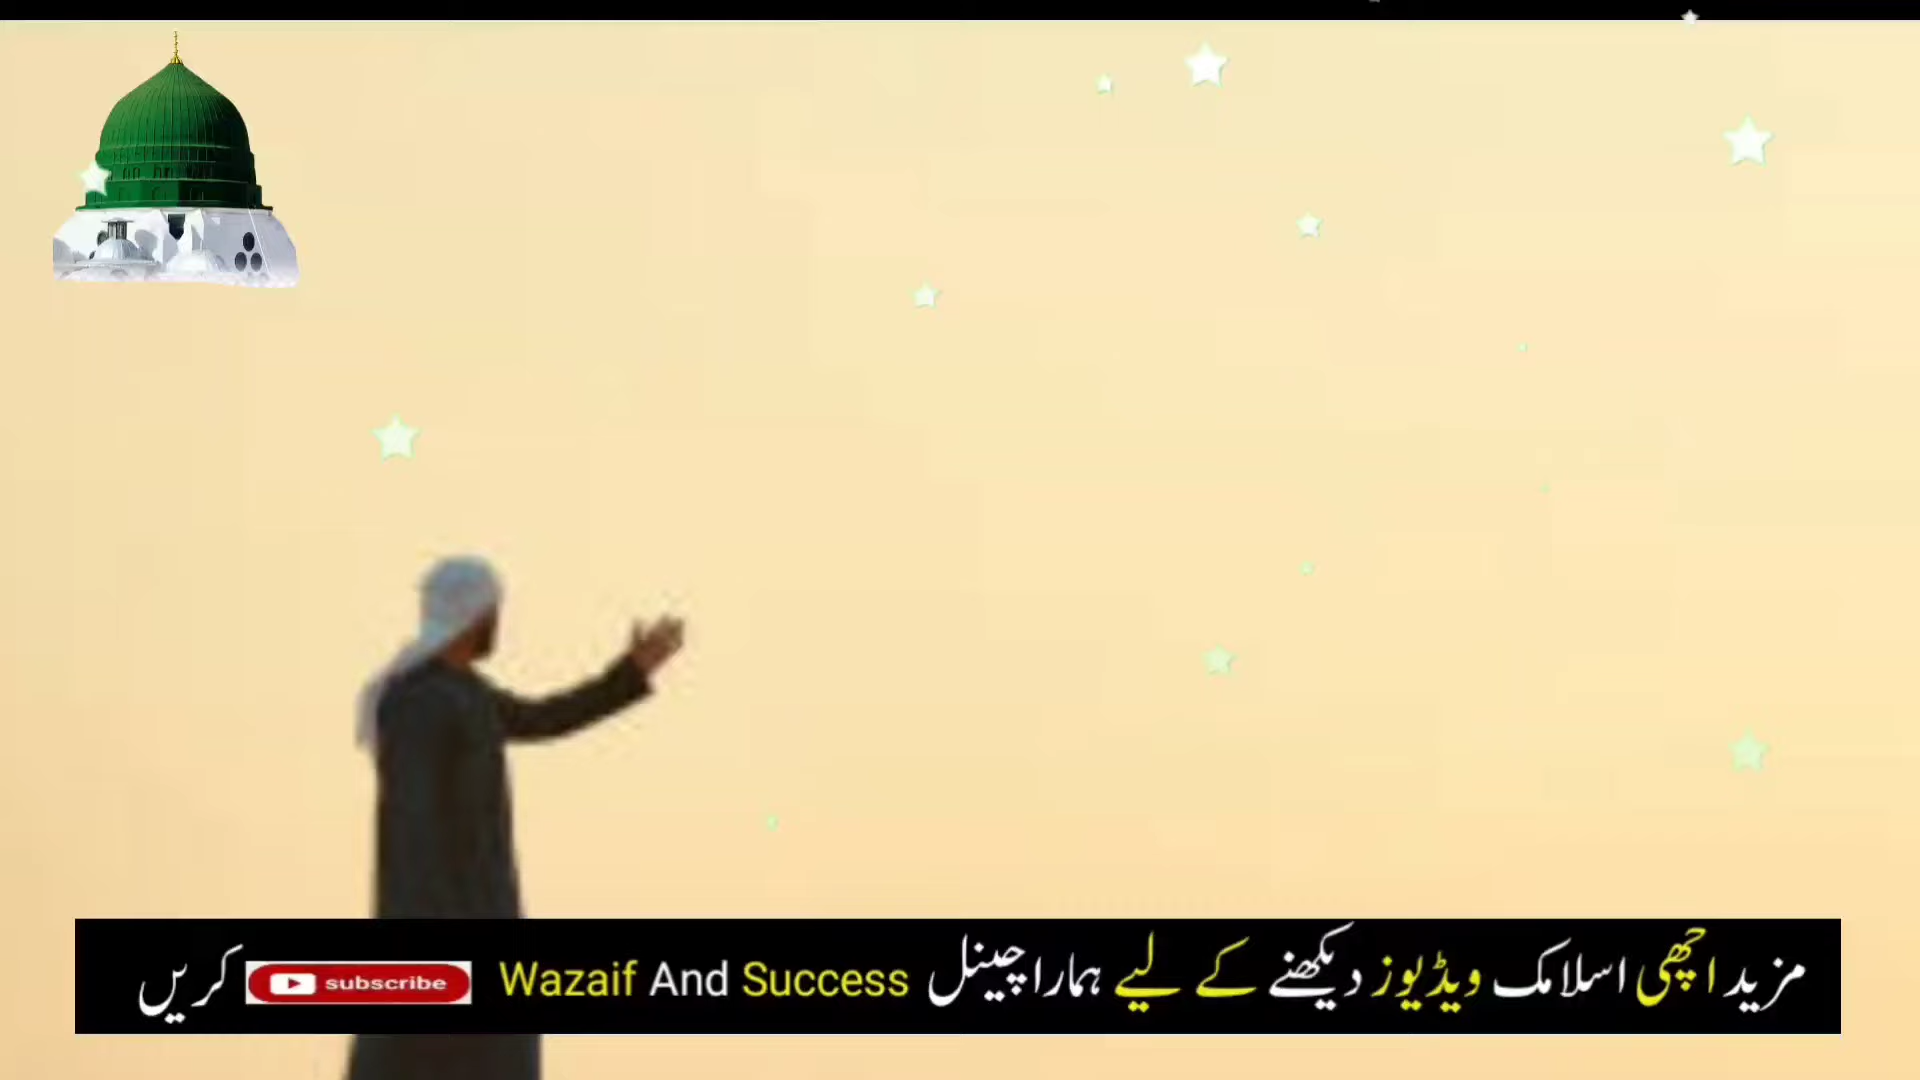 مزید اچھی اسلامک ویڈیوز دیکھنے کے لیے ہمارا چینل Wazaif And Success subscribe کریں